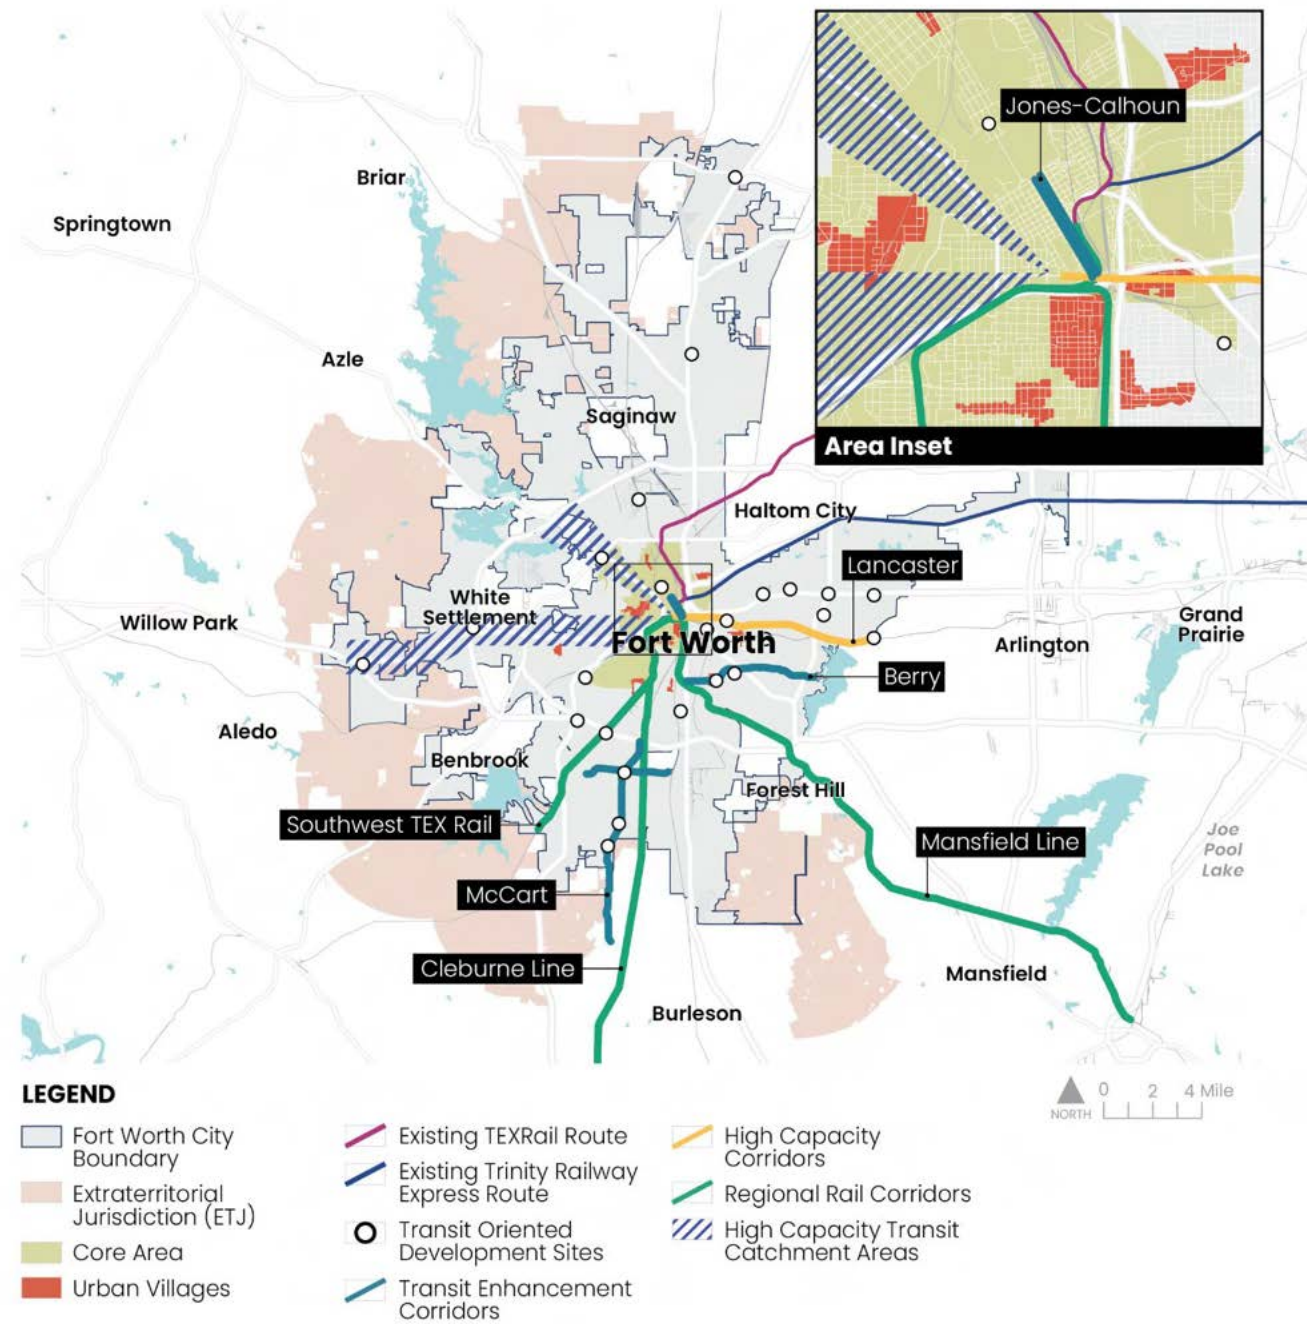 Jones-Calhoun
Area Inset
Briar
Springtown
Azle
Saginaw
Haltom City
Lancaster
White
Settlement
Willow Park
Fort Worth
Arlington
Grand
Prairie
Berry
Aledo
Benbrook
Forest Hill
Southwest TEX Rail
Mansfield Line
Joe
Pool
Lake
McCart
Cleburne Line
Mansfield
Burleson
LEGEND
Fort Worth City
Boundary
Extraterritorial
Jurisdiction (ETJ)
Core Area
Urban Villages
Existing TEXRail Route
Existing Trinity Railway
Express Route
Transit Oriented
Development Sites
Transit Enhancement
Corridors
High Capacity
Corridors
Regional Rail Corridors
High Capacity Transit
Catchment Areas
NORTH
0 2 4 Mile